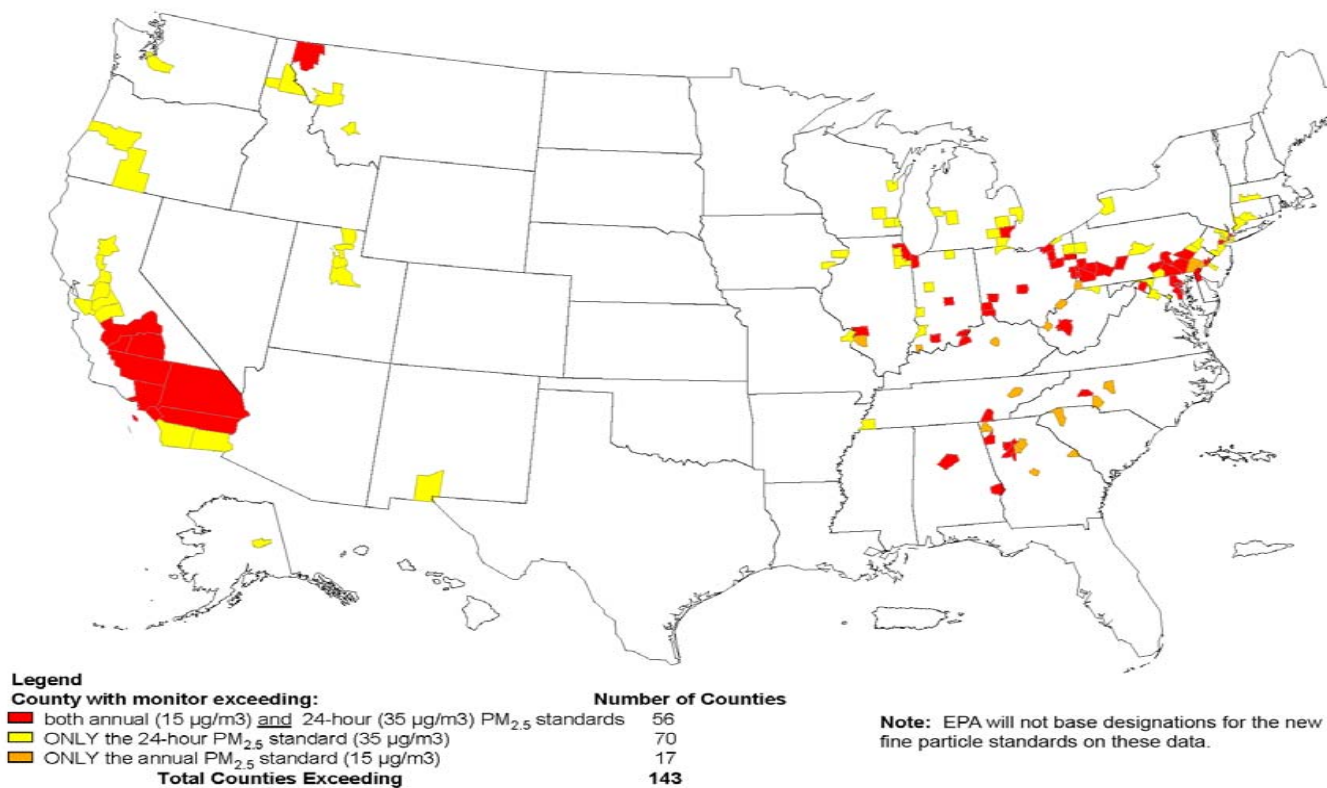 Legend
County with monitor exceeding: Number of Counties
both annual (15 µg/m3) and 24-hour (35 µg/m3) PM2.5 standards 56
ONLY the 24-hour PM2.5 standard (35 µg/m3) 70
ONLY the annual PM2.5 standard (15 µg/m3) 17
Total Counties Exceeding 143
Note: EPA will not base designations for the new
fine particle standards on these data.